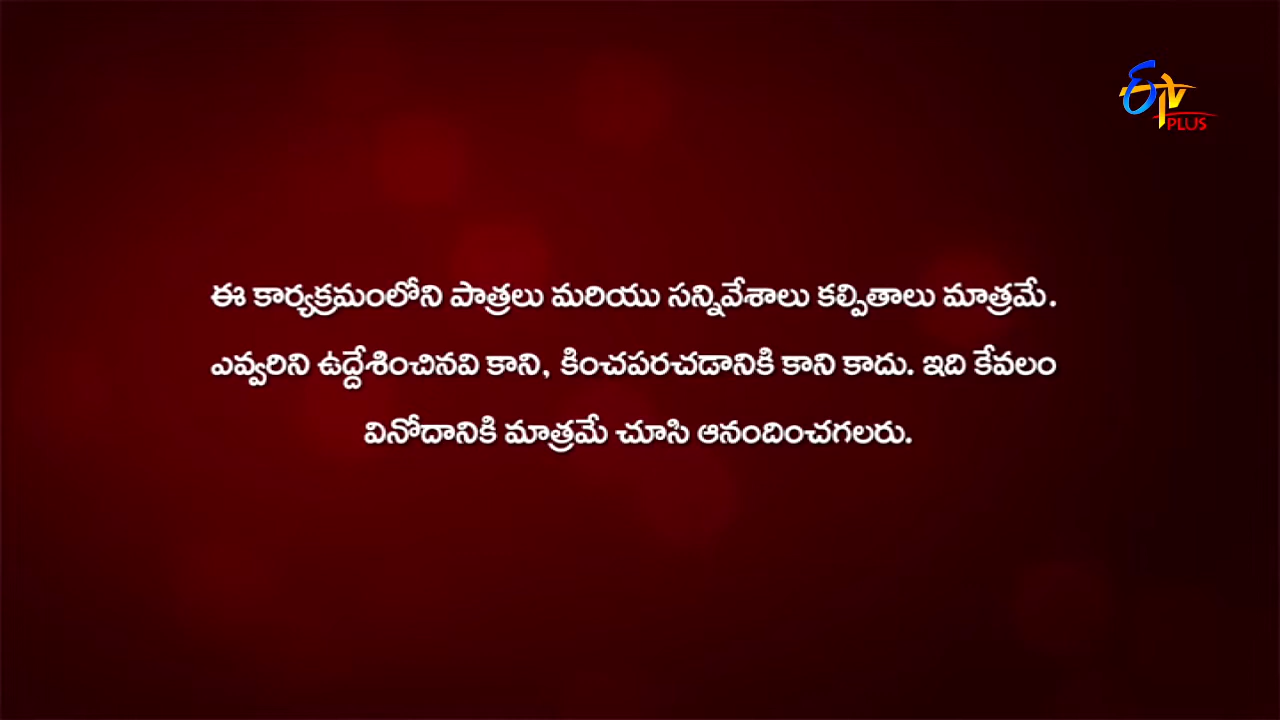 ETV
PLUS
ఈ కార్యక్రమంలోని పాత్రలు మరియు సన్నివేశాలు కల్పితాలు మాత్రమే.
ఎవ్వరిని ఉద్దేశించినవి కాని, కించపరచడానికి కాని కాదు. ఇది కేవలం
వినోదానికి మాత్రమే చూసి ఆనందించగలరు.